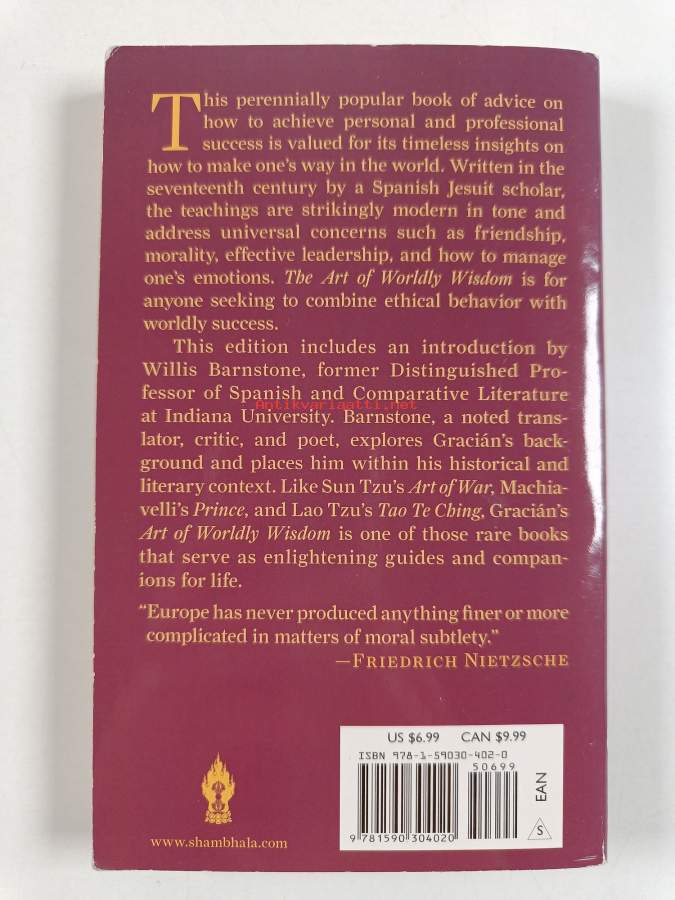 This perennially popular book of advice on
how to achieve personal and professional
success is valued for its timeless insights on
how to make one's way in the world. Written in the
seventeenth century by a Spanish Jesuit scholar,
the teachings are strikingly modern in tone and
address universal concerns such as friendship,
morality, effective leadership, and how to manage
one's emotions. The Art of Worldly Wisdom is for
anyone seeking to combine ethical behavior with
worldly success.
This edition includes an introduction by
Willis Barnstone, former Distinguished Pro-
fessor of Spanish and Comparative Literature
Antikvariaatti.net
at Indiana University. Barnstone, a noted trans-
lator, critic, and poet, explores Gracián's back-
ground and places him within his historical and
literary context. Like Sun Tzu's Art of War, Machia-
velli's Prince, and Lao Tzu's Tao Te Ching, Gracián's
Art of Worldly Wisdom is one of those rare books
that serve as enlightening guides and compan-
ions for life.
“Europe has never produced anything finer or more
complicated in matters of moral subtlety.”
—FRIEDRICH NIETZSCHE
US $6.99 CAN $9.99
ISBN 978-1-59030-402-0
50699
EAN
S
9 781590 304020
www.shambhala.com